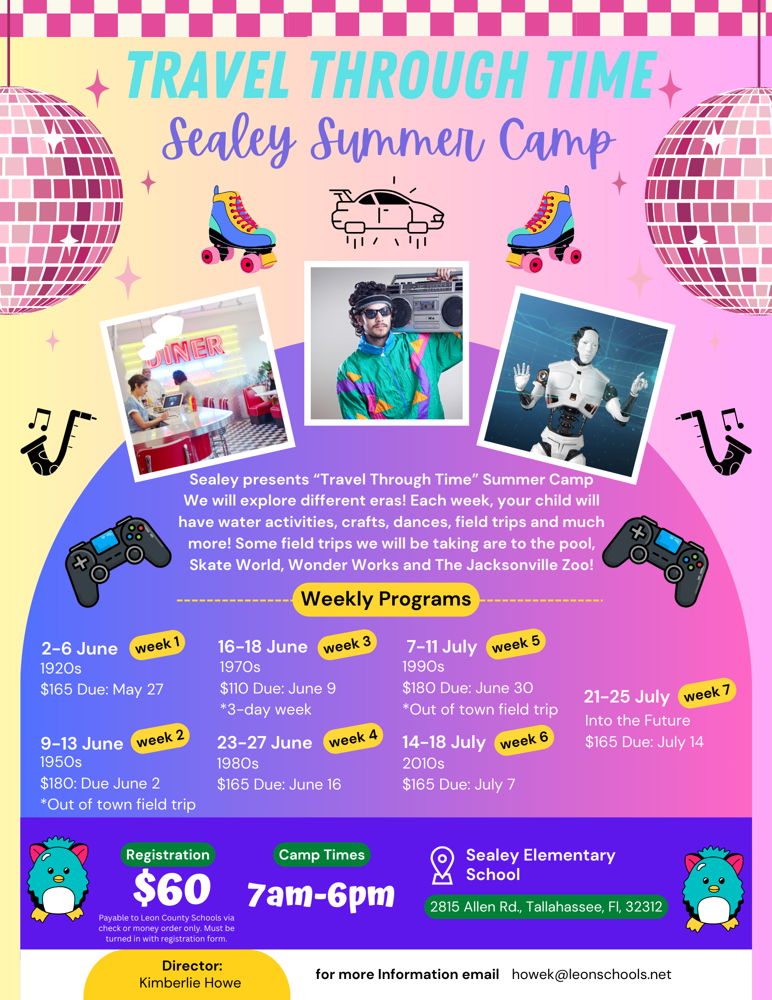 TRAVEL THROUGH TIME
Sealey Summer Camp
DINER
Sealey presents “Travel Through Time” Summer Camp
We will explore different eras! Each week, your child will
have water activities, crafts, dances, field trips and much
more! Some field trips we will be taking are to the pool,
Skate World, Wonder Works and The Jacksonville Zoo!
Weekly Programs
2-6 June week 1
1920s
$165 Due: May 27
9-13 June week 2
1950s
$180: Due June 2
*Out of town field trip
16-18 June week 3
1970s
$110 Due: June 9
*3-day week
23-27 June week 4
1980s
$165 Due: June 16
7-11 July week 5
1990s
$180 Due: June 30
*Out of town field trip
14-18 July week 6
2010s
$165 Due: July 7
21-25 July week 7
Into the Future
$165 Due: July 14
Registration
$60
Payable to Leon County Schools via
check or money order only. Must be
turned in with registration form.
Camp Times
7am-6pm
Sealey Elementary
School
2815 Allen Rd., Tallahassee, Fl, 32312
Director:
Kimberlie Howe
for more Information email howek@leonschools.net